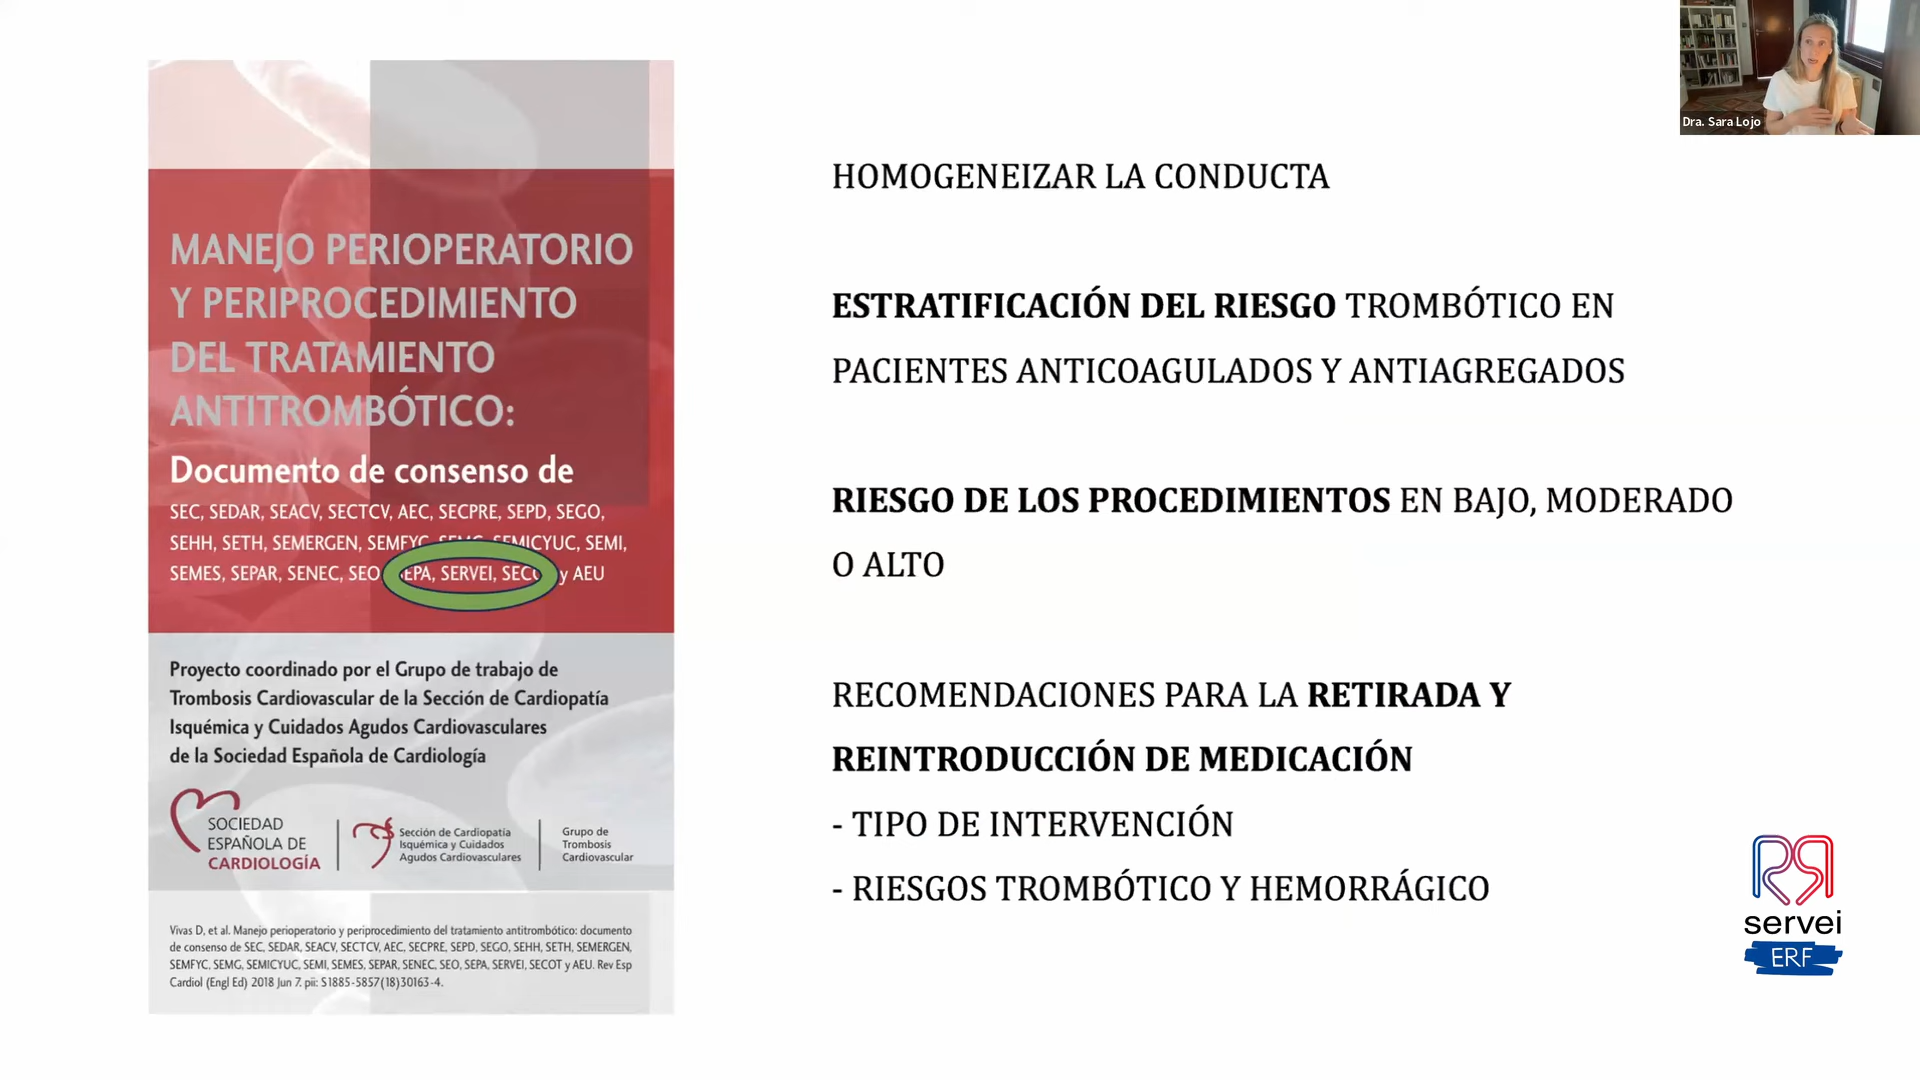 MANEJO PERIOPERATORIO
Y PERIPROCEDIMIENTO
DEL TRATAMIENTO
ANTITROMBÓTICO:
Documento de consenso de
SEC, SEDAR, SEACV, SECTCV, AEC, SECPRE, SEPD, SEGO,
SEHH, SETH, SEMERGEN, SEMFYC, SEMG, SEMICYUC, SEMI,
SEMES, SEPAR, SENEC, SEO, SEPA, SERVEI, SECOT y AEU
Proyecto coordinado por el Grupo de trabajo de
Trombosis Cardiovascular de la Sección de Cardiopatía
Isquémica y Cuidados Agudos Cardiovasculares
de la Sociedad Española de Cardiología
SOCIEDAD
ESPAÑOLA DE
CARDIOLOGÍA
Sección de Cardiopatía
Isquémica y Cuidados
Agudos Cardiovasculares
Grupo de
Trombosis
Cardiovascular
Vivas D, et al. Manejo perioperatorio y periprocedimiento del tratamiento antitrombótico: documento
de consenso de SEC, SEDAR, SEACV, SECTCV, AEC, SECPRE, SEPD, SEGO, SEHH, SETH, SEMERGEN,
SEMFYC, SEMG, SEMICYUC, SEMI, SEMES, SEPAR, SENEC, SEO, SEPA, SERVEI, SECOT y AEU. Rev Esp
Cardiol (Engl Ed) 2018 Jun 7. pii: S1885-5857(18)30163-4.
HOMOGENEIZAR LA CONDUCTA
ESTRATIFICACIÓN DEL RIESGO TROMBÓTICO EN
PACIENTES ANTICOAGULADOS Y ANTIAGREGADOS
RIESGO DE LOS PROCEDIMIENTOS EN BAJO, MODERADO
O ALTO
RECOMENDACIONES PARA LA RETIRADA Y
REINTRODUCCIÓN DE MEDICACIÓN
- TIPO DE INTERVENCIÓN
- RIESGOS TROMBÓTICO Y HEMORRÁGICO
Dra. Sara Lojo
servei
ERF